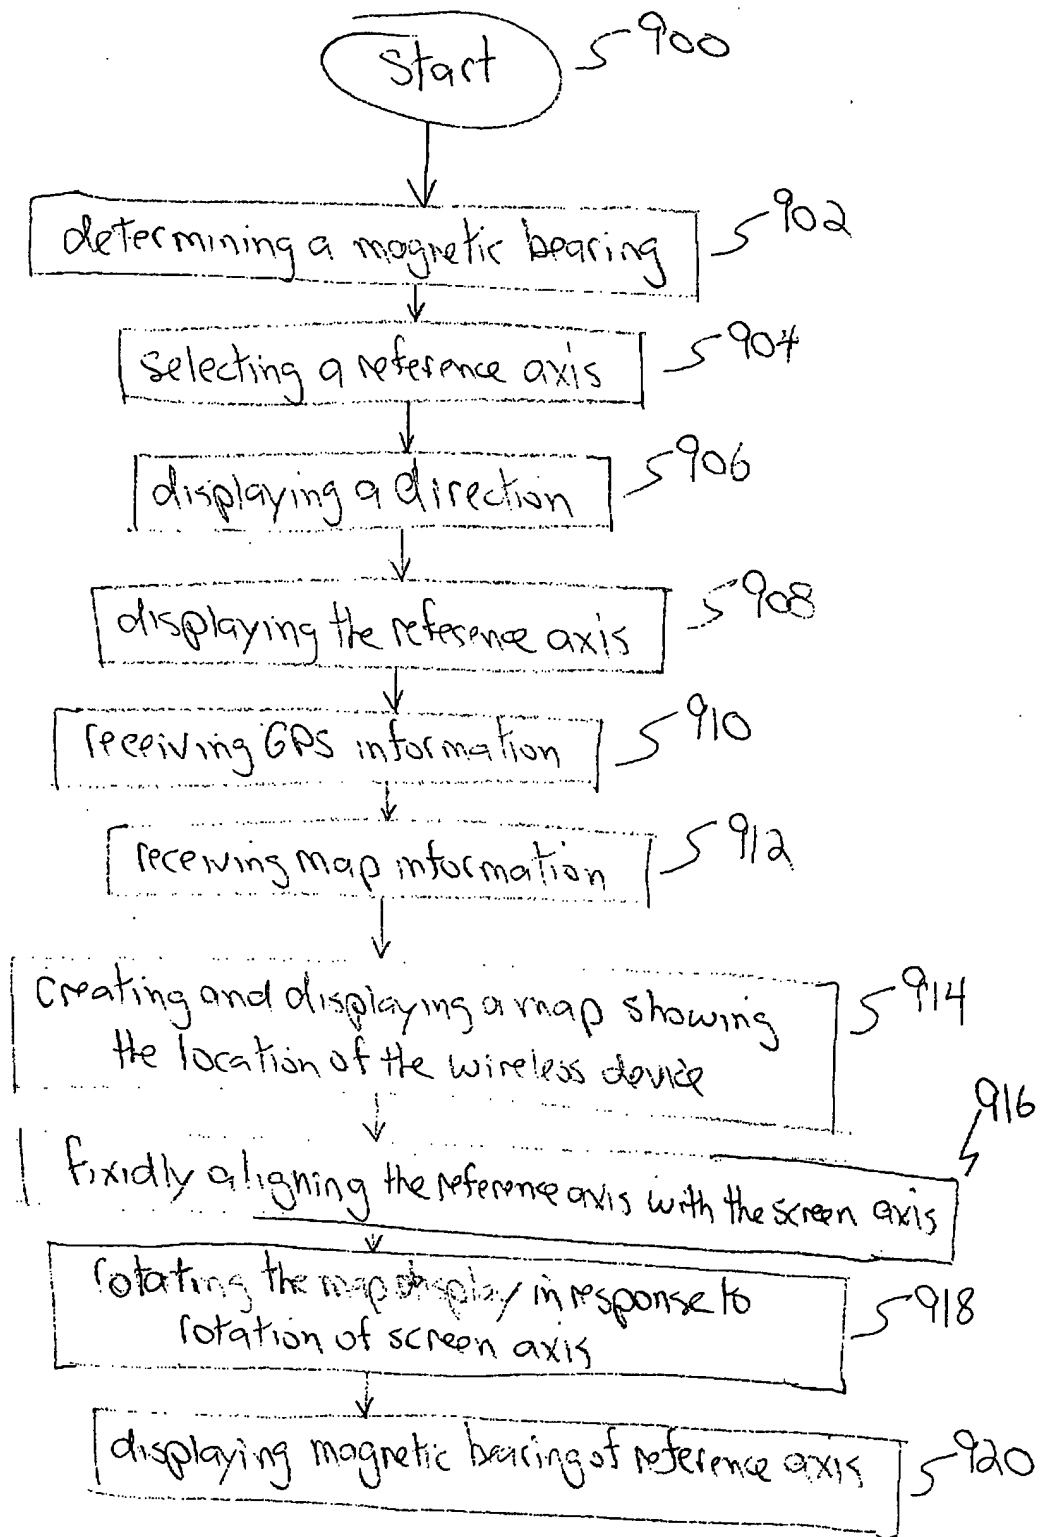 Start 900
determining a magnetic bearing 902
selecting a reference axis 904
displaying a direction 906
displaying the reference axis 908
receiving GPS information 910
receiving map information 912
creating and displaying a map showing 914
the location of the wireless device
916
fixidly aligning the reference axis with the screen axis
rotating the map display in response to 918
rotation of screen axis
displaying magnetic bearing of reference axis 920